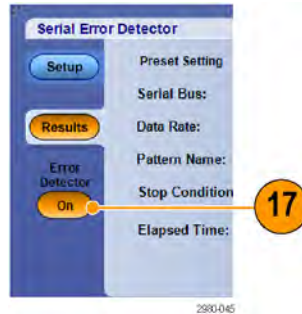 Serial Error Detector
Setup
Preset Setting
Serial Bus:
Results
Data Rate:
Pattern Name:
Error
Detector
On
Stop Condition
17
Elapsed Time:
2980-045